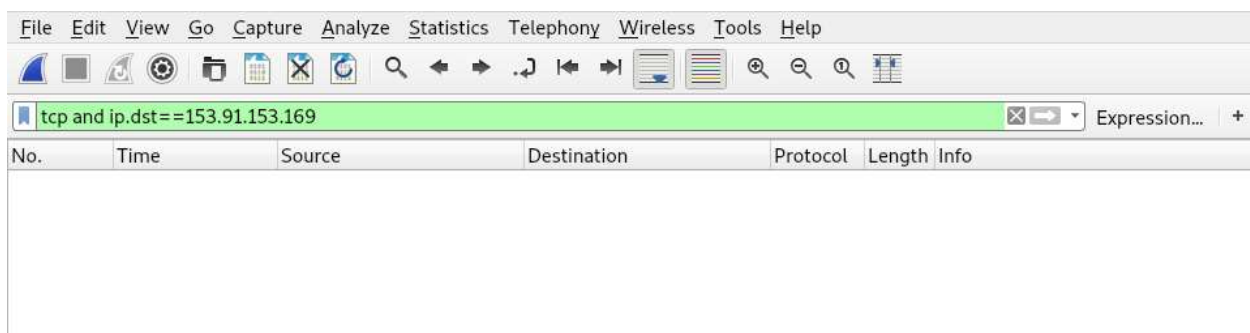 File Edit View Go Capture Analyze Statistics Telephony Wireless Tools Help
tcp and ip.dst==153.91.153.169 Expression... +
No. Time Source Destination Protocol Length Info